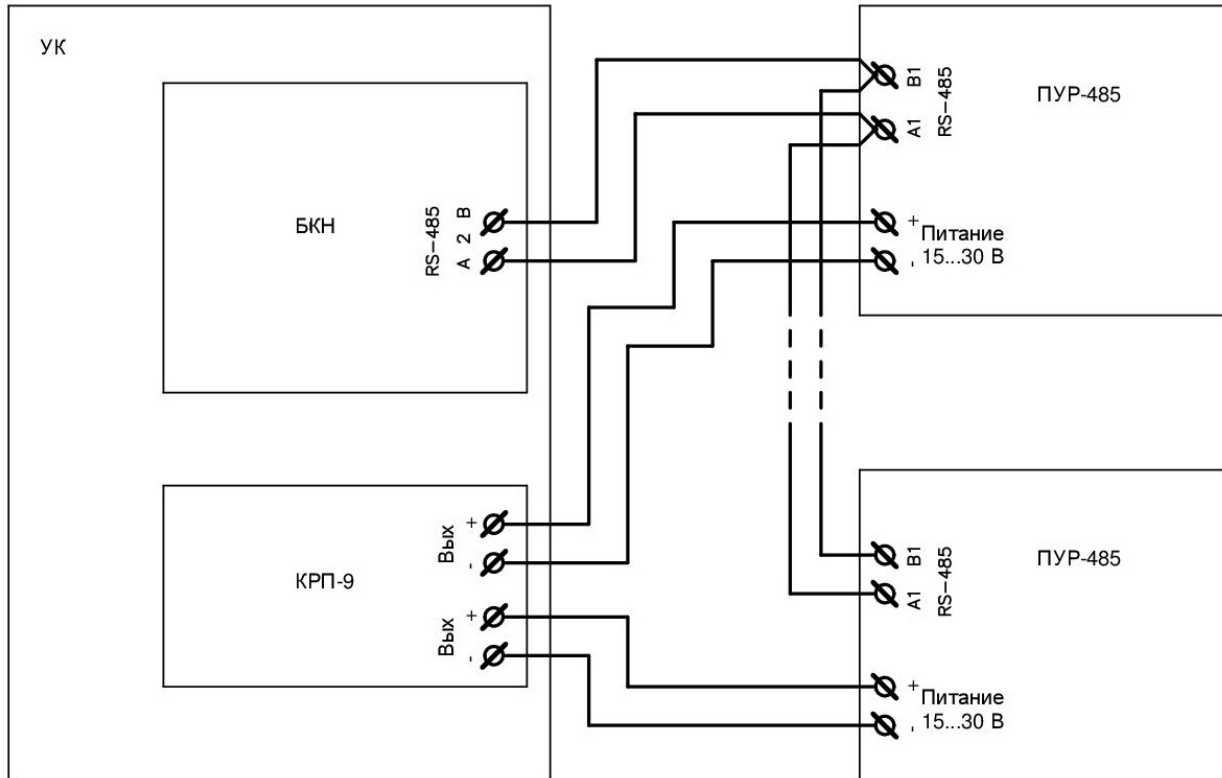 УК
БКН
RS-485
А 2 В
КРП-9
Вых
+
-
Вых
+
-
ПУР-485
В1
А1
RS-485
+
-
Питание
15...30 В
ПУР-485
В1
А1
RS-485
+
-
Питание
15...30 В